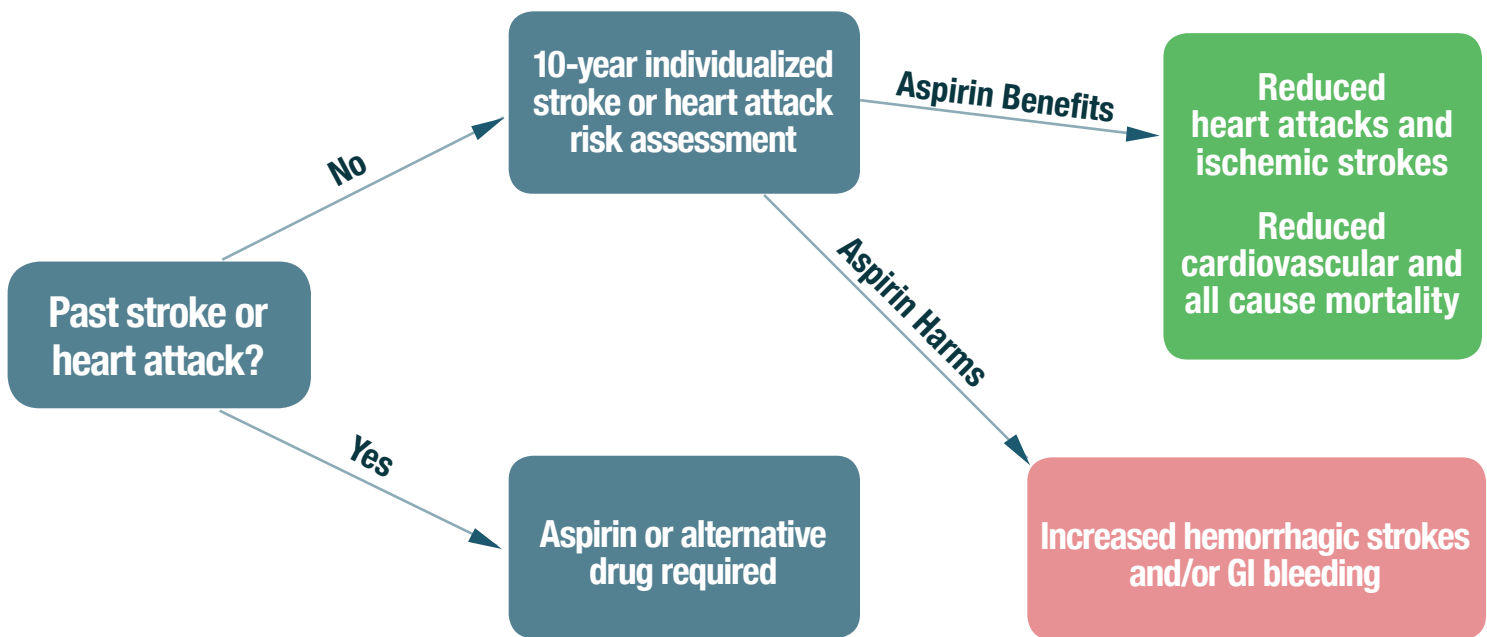 Past stroke or
heart attack?
No
10-year individualized
stroke or heart attack
risk assessment
Aspirin Benefits
Reduced
heart attacks and
ischemic strokes
Reduced
cardiovascular and
all cause mortality
Aspirin Harms
Increased hemorrhagic strokes
and/or GI bleeding
Yes
Aspirin or alternative
drug required